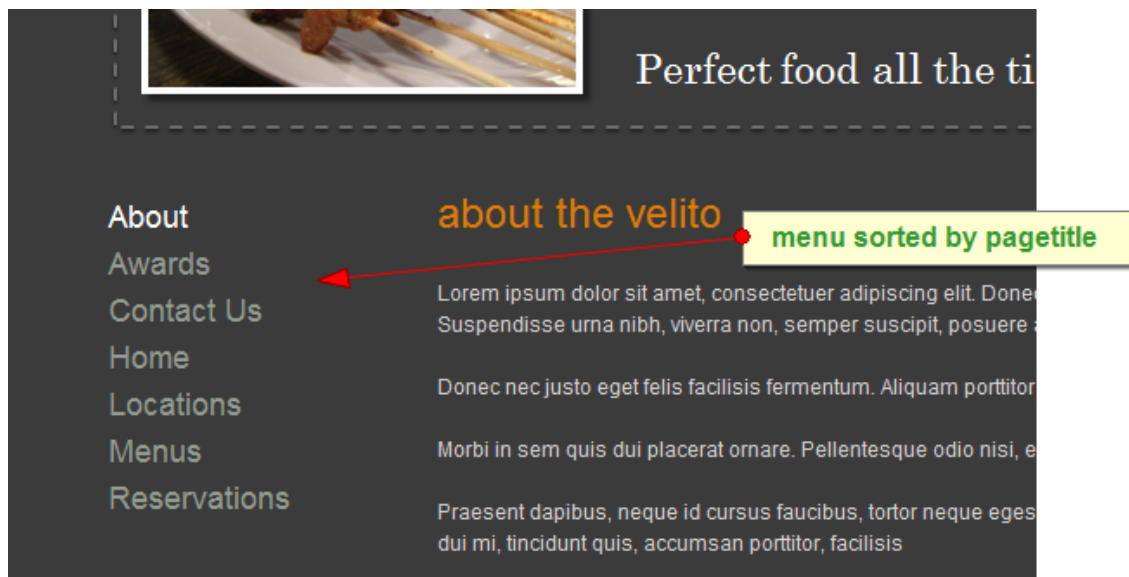 Perfect food all the ti
About
Awards
Contact Us
Home
Locations
Menus
Reservations
about the velito
menu sorted by pagetitle
Lorem ipsum dolor sit amet, consectetuer adipiscing elit. Donec
Suspendisse urna nibh, viverra non, semper suscipit, posuere a
Donec nec justo eget felis facilisis fermentum. Aliquam porttitor
Morbi in sem quis dui placerat ornare. Pellentesque odio nisi, e
Praesent dapibus, neque id cursus faucibus, tortor neque eges
dui mi, tincidunt quis, accumsan porttitor, facilisis